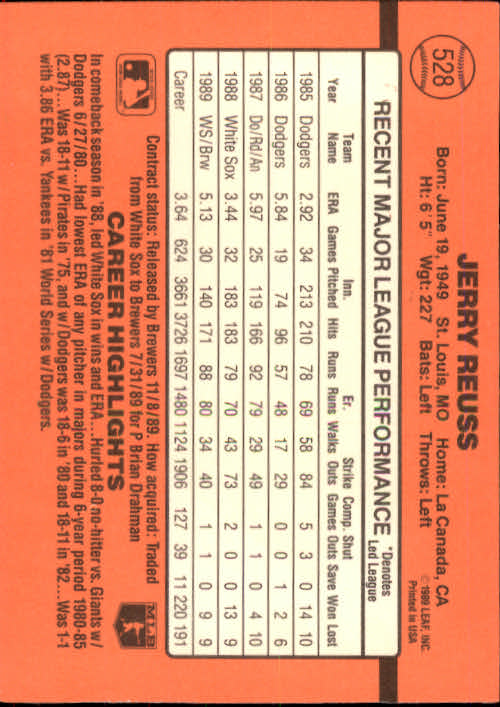 528
JERRY REUSS
Born: June 19, 1949 St. Louis, MO Home: La Canada, CA
Ht: 6' 5" Wgt: 227 Bats: Left Throws: Left
© 1989 LEAF, INC.
Printed in USA
RECENT MAJOR LEAGUE PERFORMANCE
*Denotes
Led League
Team Inn. Er. Strike Comp. Shut
Year Name ERA Games Pitched Hits Runs Runs Walks Outs Games Outs Save Won Lost
1985 Dodgers 2.92 34 213 210 78 69 58 84 5 3 0 14 10
1986 Dodgers 5.84 19 74 96 57 48 17 29 0 0 1 2 6
1987 Do/Rd/An 5.97 25 119 166 92 79 29 49 1 1 0 4 10
1988 White Sox 3.44 32 183 183 79 70 43 73 2 0 0 13 9
1989 WS/Brw 5.13 30 140 171 88 80 34 40 1 1 0 9 9
Career 3.64 624 3661 3726 1697 1480 1124 1906 127 39 11 220 191
Contract status: Released by Brewers 11/8/89. How acquired: Traded
from White Sox to Brewers 7/31/89 for P Brian Drahman
MLB
CAREER HIGHLIGHTS
In comeback season in '88, led White Sox in wins and ERA...Hurled 8-0 no-hitter vs. Giants w/
Dodgers 6/27/80...Had lowest ERA of any pitcher in majors during 6-year period 1980-85
(2.87)...Was 18-11 w/Pirates in '75, and w/Dodgers was 18-6 in '80 and 18-11 in '82...Was 1-1
with 3.86 ERA vs. Yankees in '81 World Series w/Dodgers.